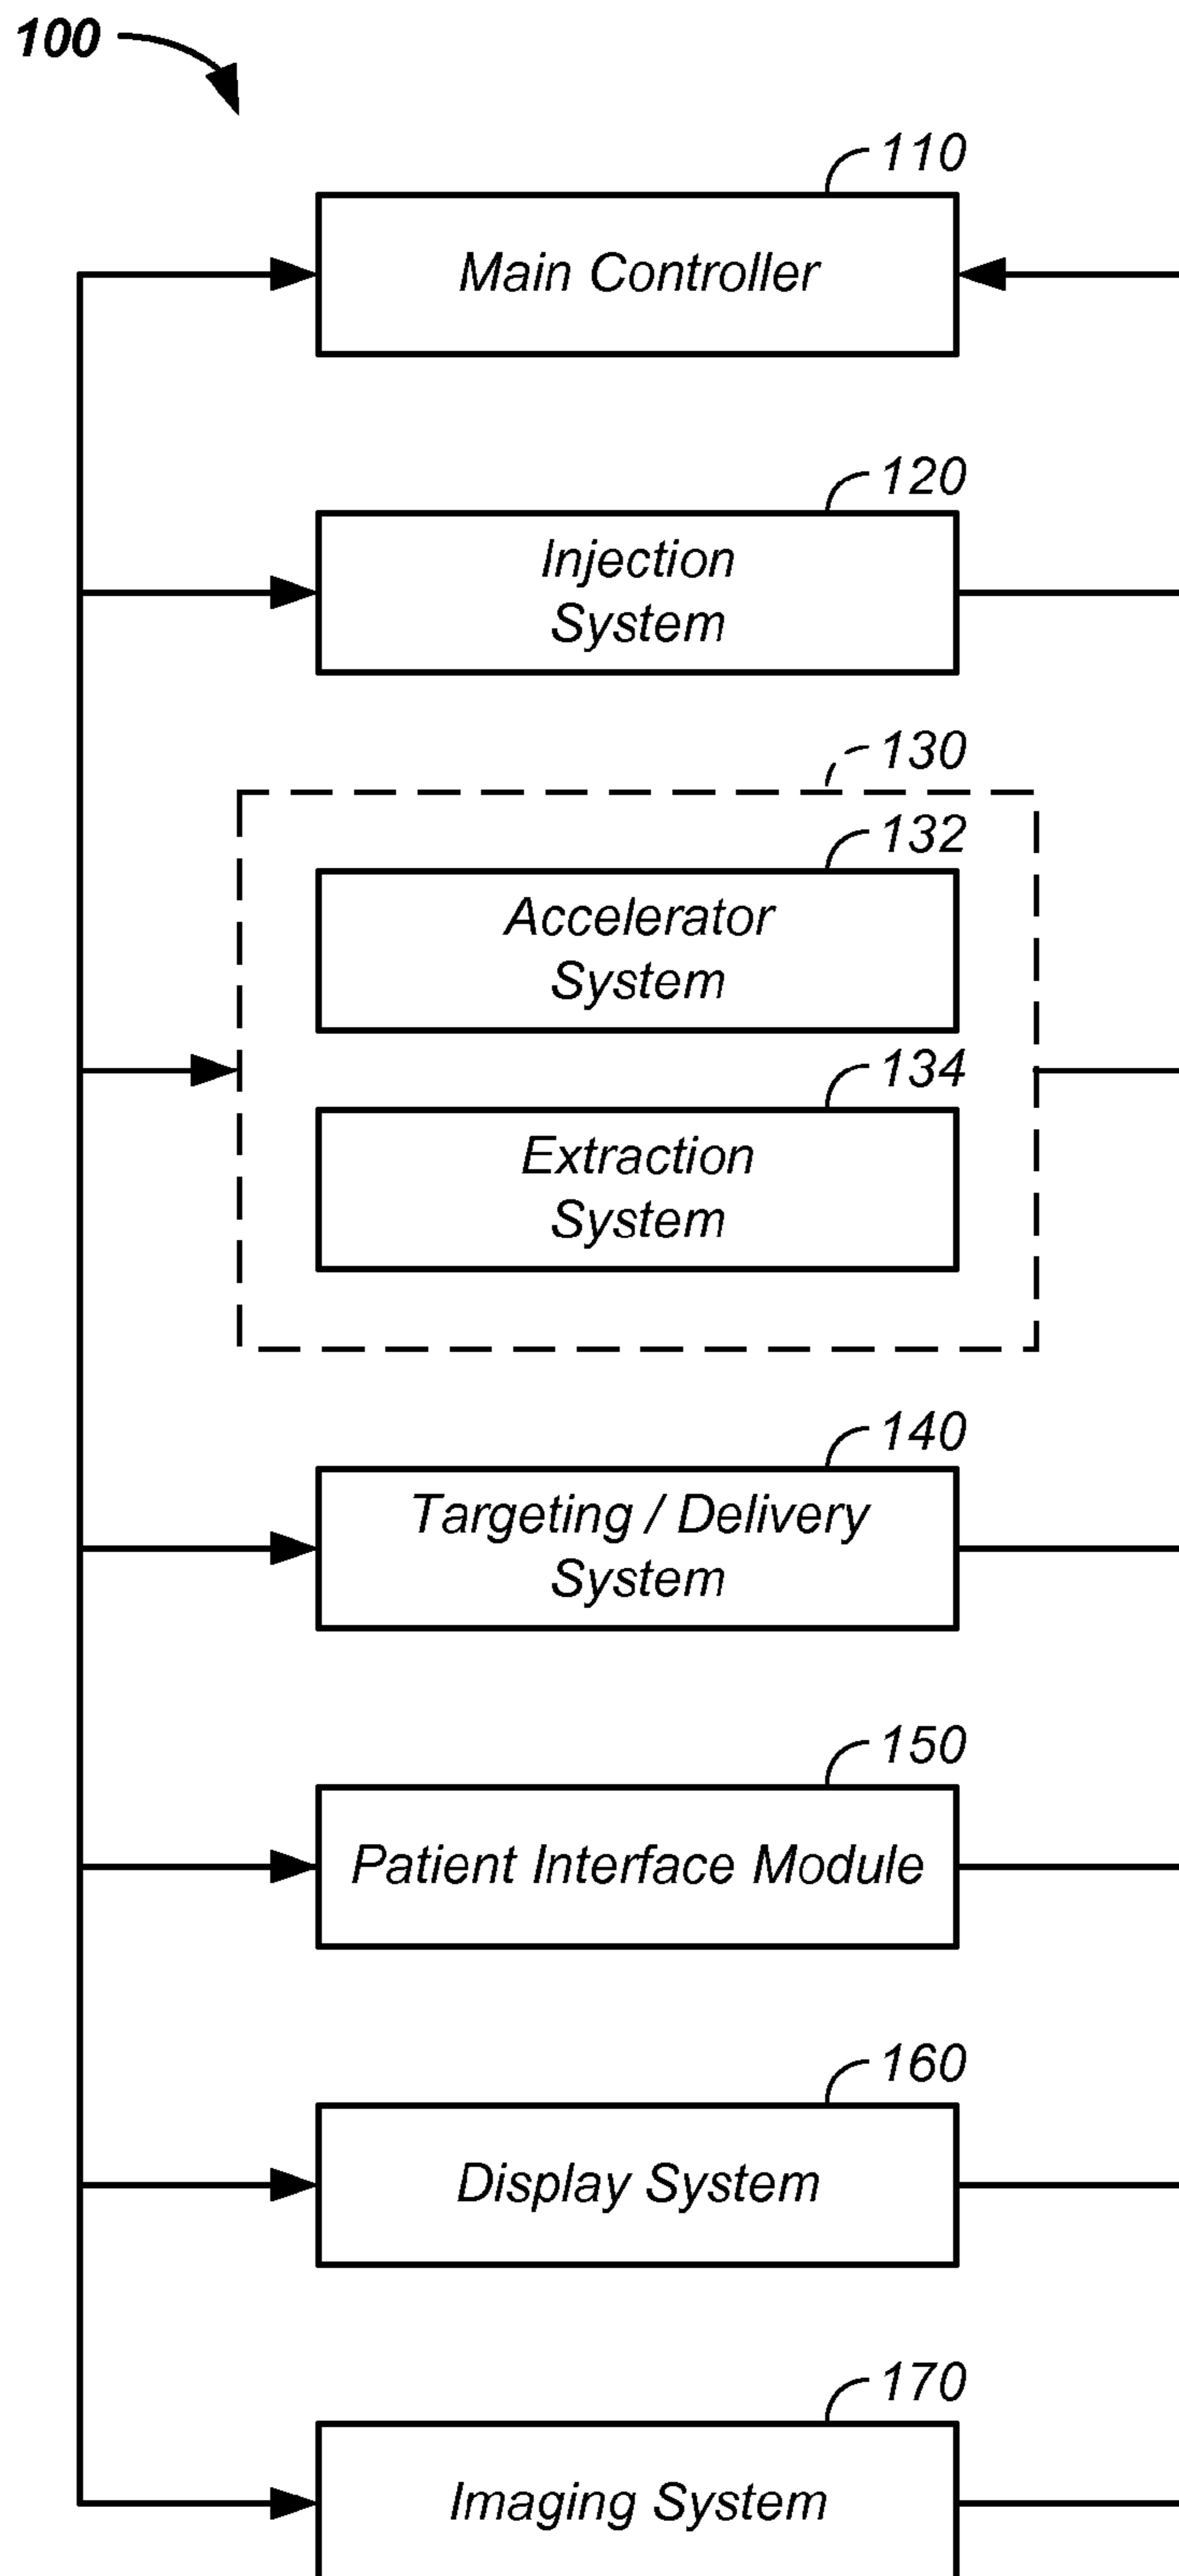 100
110
Main Controller
120
Injection
System
130
132
Accelerator
System
134
Extraction
System
140
Targeting / Delivery
System
150
Patient Interface Module
160
Display System
170
Imaging System